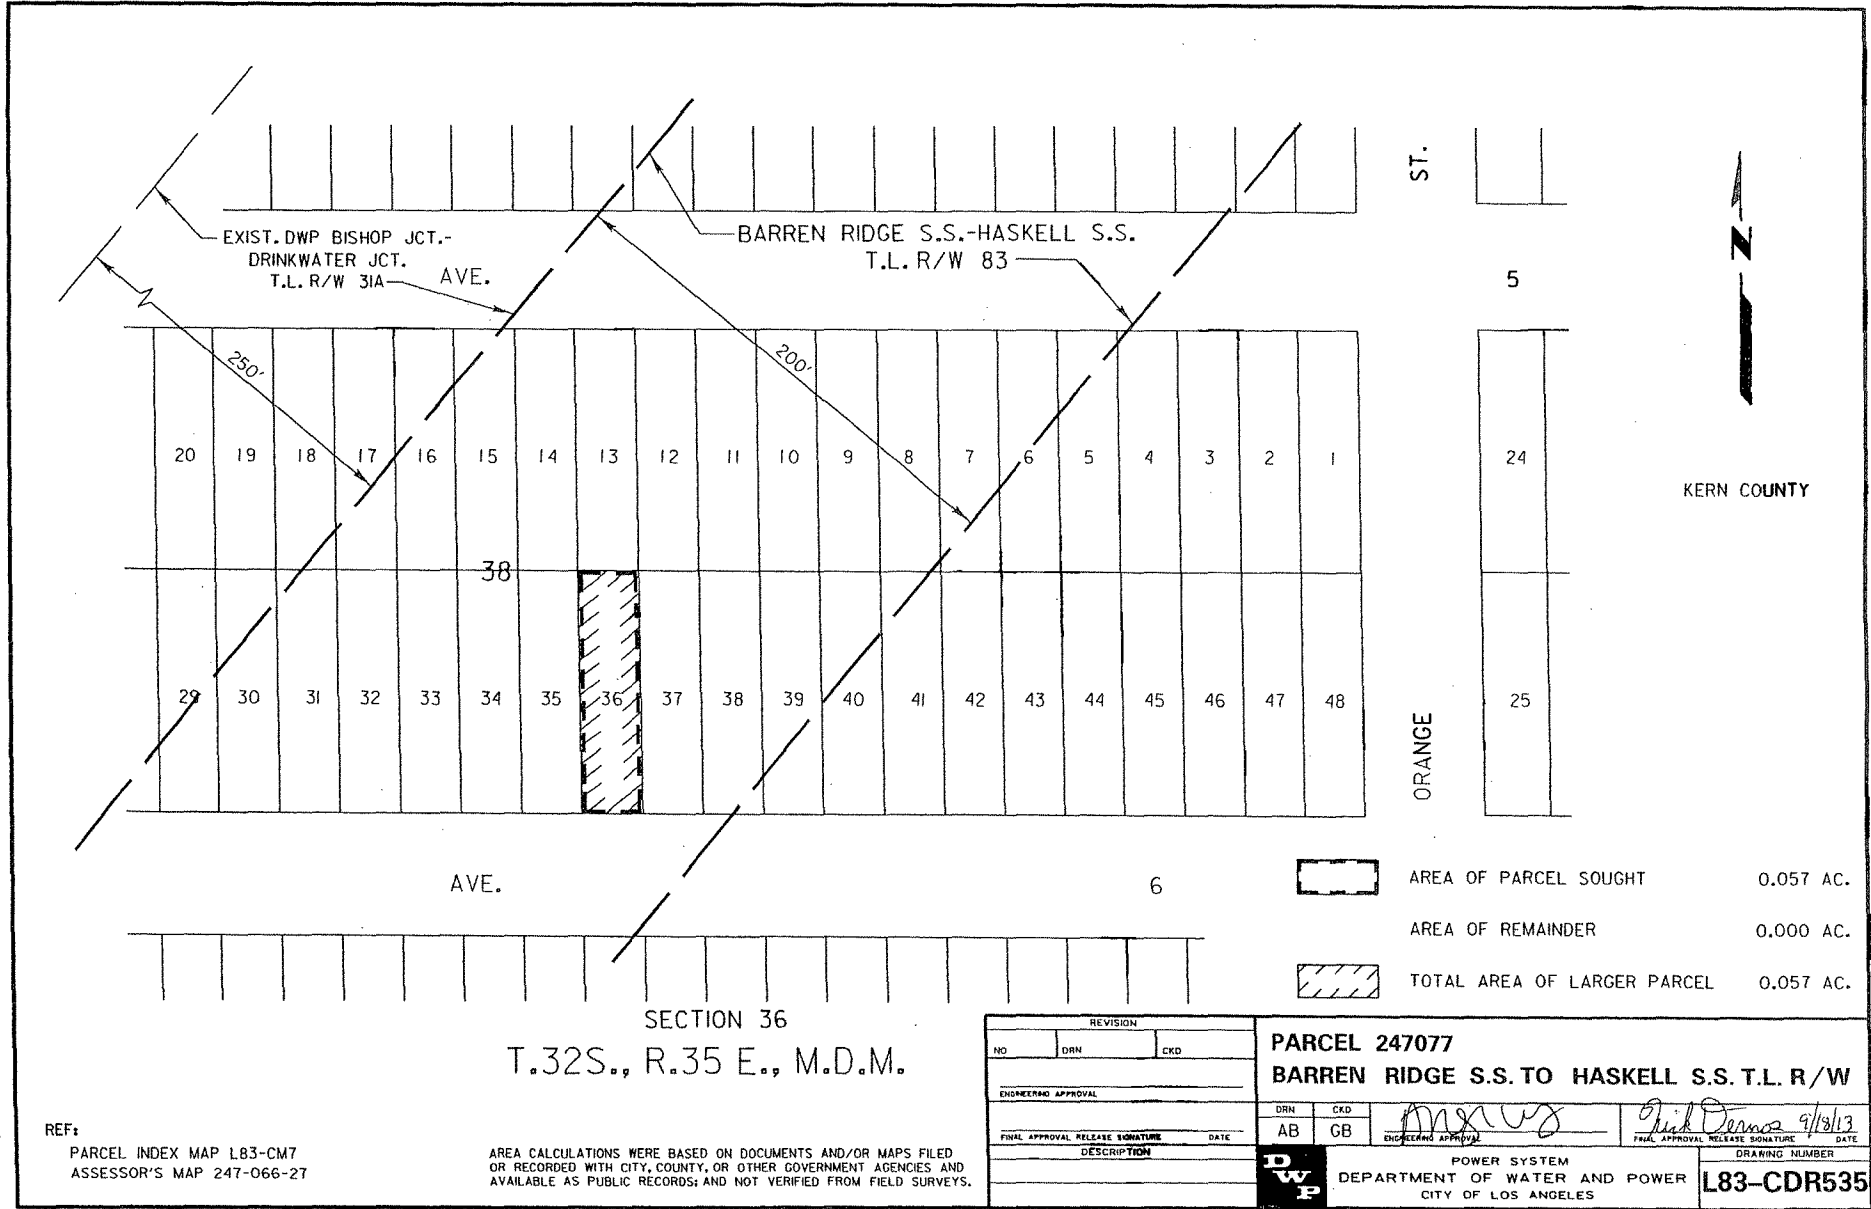 ST.
EXIST. DWP BISHOP JCT.-
DRINKWATER JCT.
T.L. R/W 31A
AVE.
BARREN RIDGE S.S.-HASKELL S.S.
T.L. R/W 83
5
N
250'
200'
20 19 18 17 16 15 14 13 12 11 10 9 8 7 6 5 4 3 2 1 24
KERN COUNTY
38
29 30 31 32 33 34 35 36 37 38 39 40 41 42 43 44 45 46 47 48 25
ORANGE
AVE.
6
AREA OF PARCEL SOUGHT 0.057 AC.
AREA OF REMAINDER 0.000 AC.
TOTAL AREA OF LARGER PARCEL 0.057 AC.
SECTION 36
T.32S., R.35 E., M.D.M.
REF:
PARCEL INDEX MAP L83-CM7
ASSESSOR'S MAP 247-066-27
AREA CALCULATIONS WERE BASED ON DOCUMENTS AND/OR MAPS FILED
OR RECORDED WITH CITY, COUNTY, OR OTHER GOVERNMENT AGENCIES AND
AVAILABLE AS PUBLIC RECORDS; AND NOT VERIFIED FROM FIELD SURVEYS.
REVISION
NO DRN CKD
ENGINEERING APPROVAL
FINAL APPROVAL RELEASE SIGNATURE DATE
DESCRIPTION
PARCEL 247077
BARREN RIDGE S.S. TO HASKELL S.S. T.L. R/W
DRN CKD
AB GB
ENGINEERING APPROVAL
9/18/13
FINAL APPROVAL RELEASE SIGNATURE DATE
DWP
POWER SYSTEM
DEPARTMENT OF WATER AND POWER
CITY OF LOS ANGELES
DRAWING NUMBER
L83-CDR535